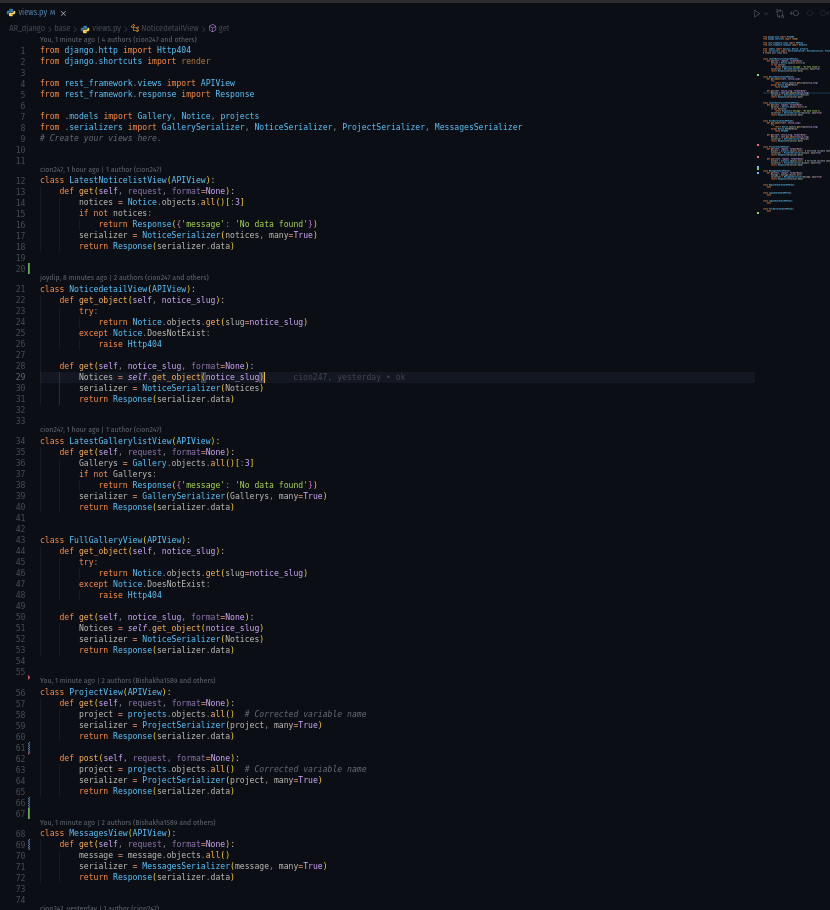 views.py M ×
AR_django > base > views.py > NoticedetailView > get
You, 1 minute ago | 4 authors (cion247 and others)
1 from django.http import Http404
2 from django.shortcuts import render
3
4 from rest_framework.views import APIView
5 from rest_framework.response import Response
6
7 from .models import Gallery, Notice, projects
8 from .serializers import GallerySerializer, NoticeSerializer, ProjectSerializer, MessagesSerializer
9 # Create your views here.
10
11
cion247, 1 hour ago | 1 author (cion247)
12 class LatestNoticelistView(APIView):
13     def get(self, request, format=None):
14         notices = Notice.objects.all()[:3]
15         if not notices:
16             return Response({'message': 'No data found'})
17         serializer = NoticeSerializer(notices, many=True)
18         return Response(serializer.data)
19
20
joydip, 8 minutes ago | 2 authors (cion247 and others)
21 class NoticedetailView(APIView):
22     def get_object(self, notice_slug):
23         try:
24             return Notice.objects.get(slug=notice_slug)
25         except Notice.DoesNotExist:
26             raise Http404
27
28     def get(self, notice_slug, format=None):
29         Notices = self.get_object(notice_slug)      cion247, yesterday • ok
30         serializer = NoticeSerializer(Notices)
31         return Response(serializer.data)
32
33
cion247, 1 hour ago | 1 author (cion247)
34 class LatestGallerylistView(APIView):
35     def get(self, request, format=None):
36         Gallerys = Gallery.objects.all()[:3]
37         if not Gallerys:
38             return Response({'message': 'No data found'})
39         serializer = GallerySerializer(Gallerys, many=True)
40         return Response(serializer.data)
41
42
43 class FullGalleryView(APIView):
44     def get_object(self, notice_slug):
45         try:
46             return Notice.objects.get(slug=notice_slug)
47         except Notice.DoesNotExist:
48             raise Http404
49
50     def get(self, notice_slug, format=None):
51         Notices = self.get_object(notice_slug)
52         serializer = NoticeSerializer(Notices)
53         return Response(serializer.data)
54
55
You, 1 minute ago | 2 authors (Bishakha1589 and others)
56 class ProjectView(APIView):
57     def get(self, request, format=None):
58         project = projects.objects.all()  # Corrected variable name
59         serializer = ProjectSerializer(project, many=True)
60         return Response(serializer.data)
61
62     def post(self, request, format=None):
63         project = projects.objects.all()  # Corrected variable name
64         serializer = ProjectSerializer(project, many=True)
65         return Response(serializer.data)
66
67
You, 1 minute ago | 2 authors (Bishakha1589 and others)
68 class MessagesView(APIView):
69     def get(self, request, format=None):
70         message = message.objects.all()
71         serializer = MessagesSerializer(message, many=True)
72         return Response(serializer.data)
73
74
cion247, yesterday | 1 author (cion247)